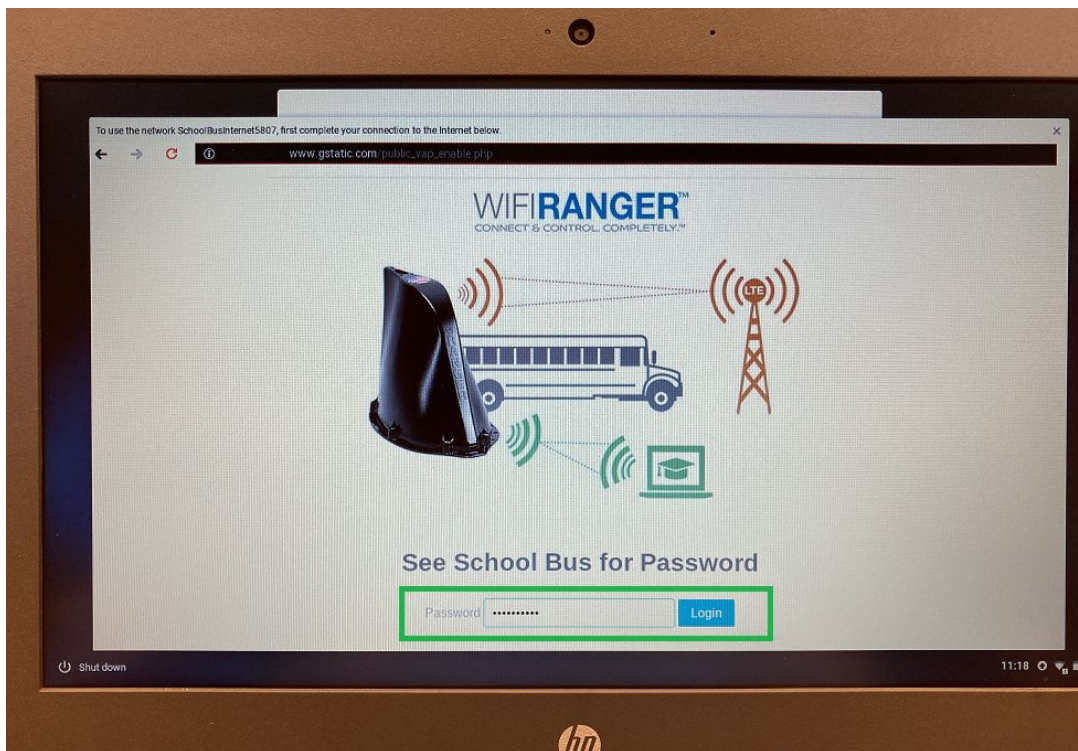 To use the network SchoolBusInternet5807, first complete your connection to the Internet below.
www.gstatic.com/public_vap_enable.php
WIFIRANGER™
CONNECT & CONTROL. COMPLETELY.™
LTE
See School Bus for Password
Password •••••••••• Login
Shut down 11:18
hp